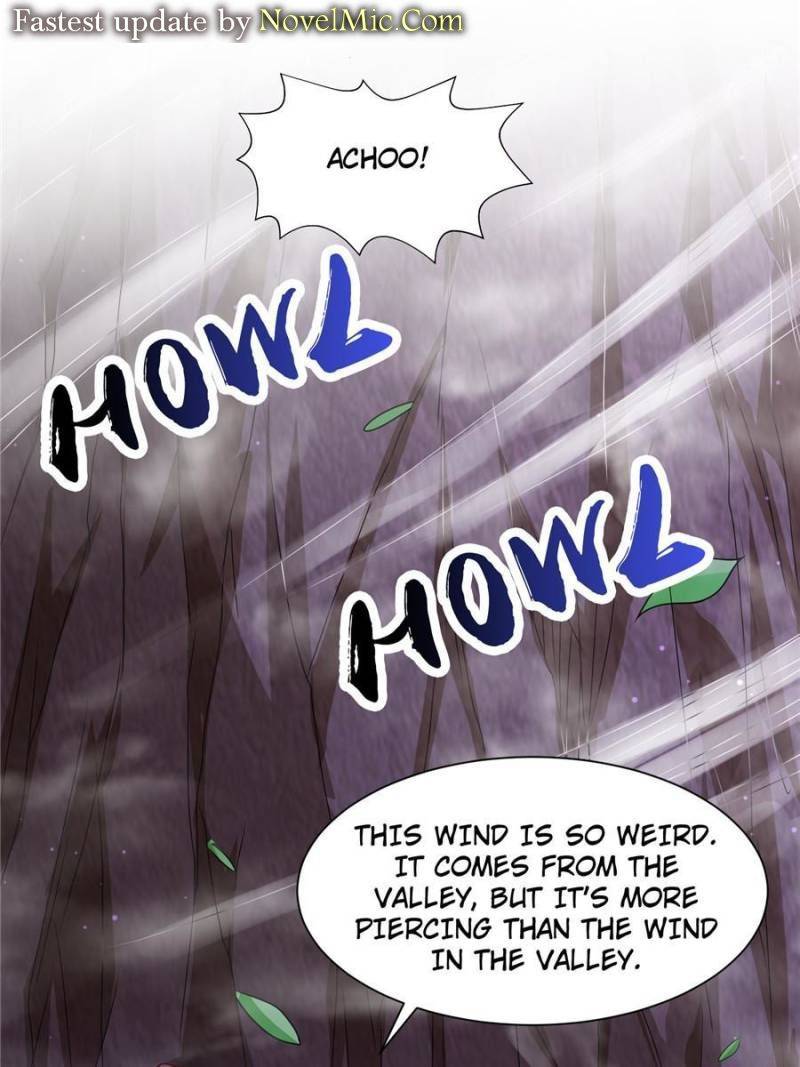 Fastest update by NovelMic.Com
ACHOO!
HOWL
HOWL
THIS WIND IS SO WEIRD.
IT COMES FROM THE
VALLEY, BUT IT'S MORE
PIERCING THAN THE WIND
IN THE VALLEY.